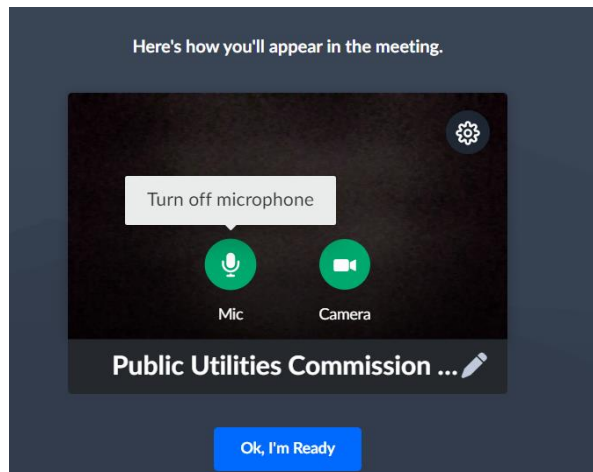 Here's how you'll appear in the meeting.
Turn off microphone
Mic Camera
Public Utilities Commission ...
Ok, I'm Ready